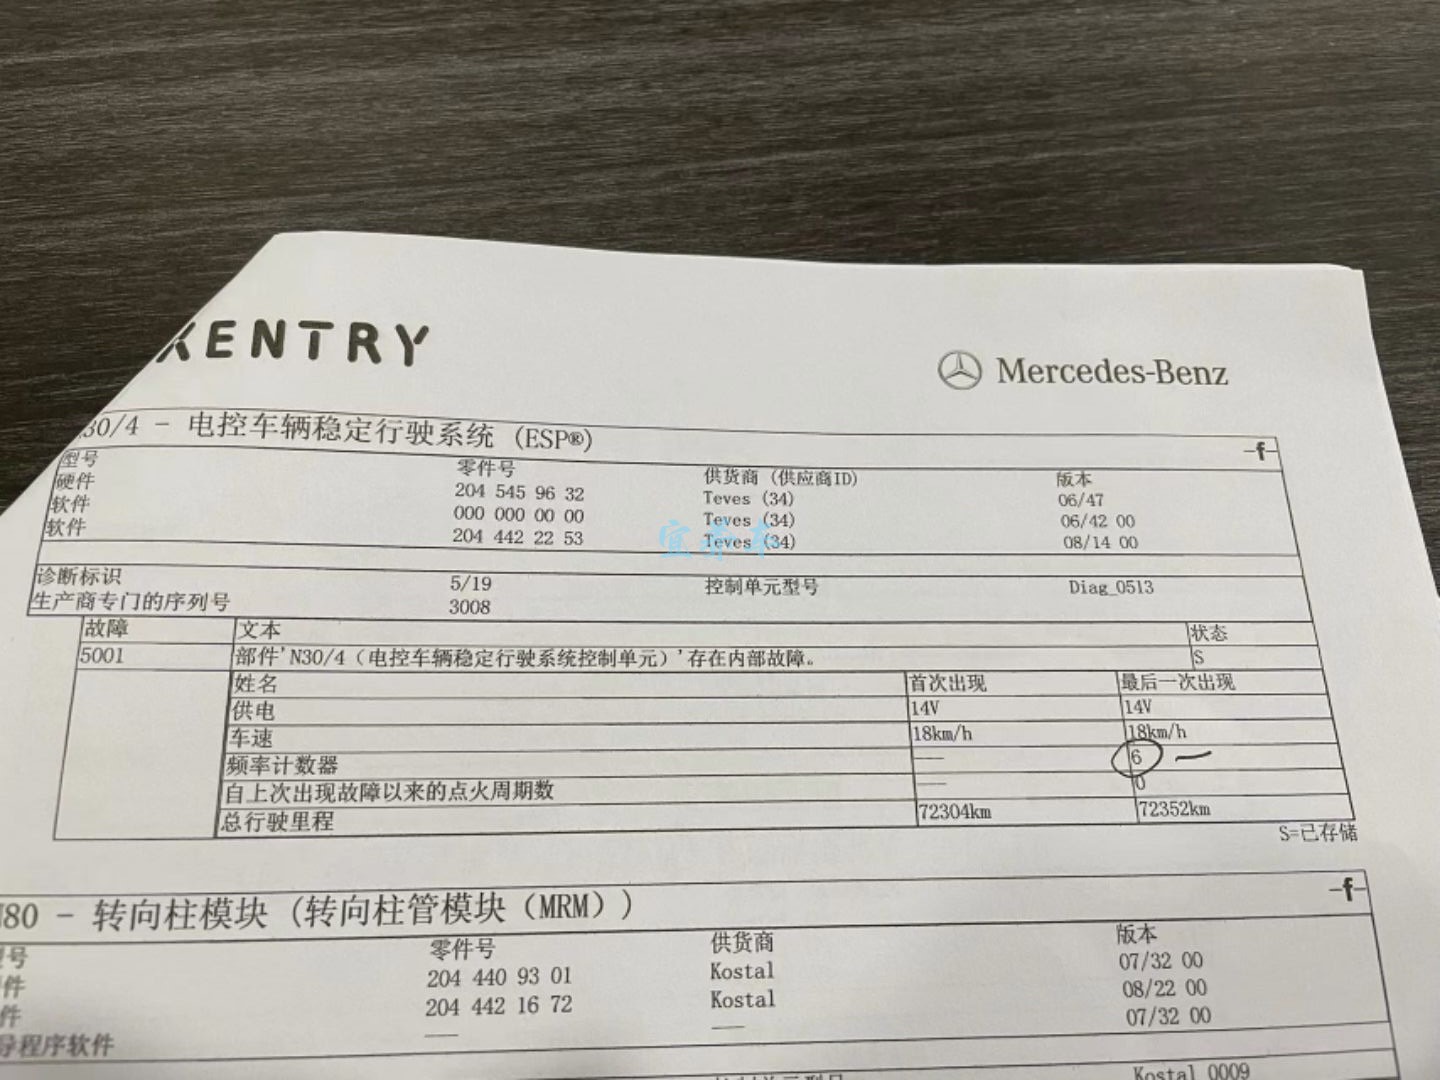 XENTRY
Mercedes-Benz
30/4 - 电控车辆稳定行驶系统 (ESP®) -f-
型号 零件号 供货商 (供应商ID) 版本
硬件 204 545 96 32 Teves (34) 06/47
软件 000 000 00 00 Teves (34) 06/42 00
软件 204 442 22 53 Teves (34) 08/14 00
诊断标识 5/19 控制单元型号 Diag_0513
生产商专门的序列号 3008
故障 文本 状态
5001 部件'N30/4（电控车辆稳定行驶系统控制单元）'存在内部故障。 S
姓名 首次出现 最后一次出现
供电 14V 14V
车速 18km/h 18km/h
频率计数器 --- 6
自上次出现故障以来的点火周期数 --- 0
总行驶里程 72304km 72352km
S=已存储
N80 - 转向柱模块 (转向柱管模块（MRM）) -f-
型号 零件号 供货商 版本
件 204 440 93 01 Kostal 07/32 00
件 204 442 16 72 Kostal 08/22 00
导程序软件 --- --- 07/32 00
Kostal_0009